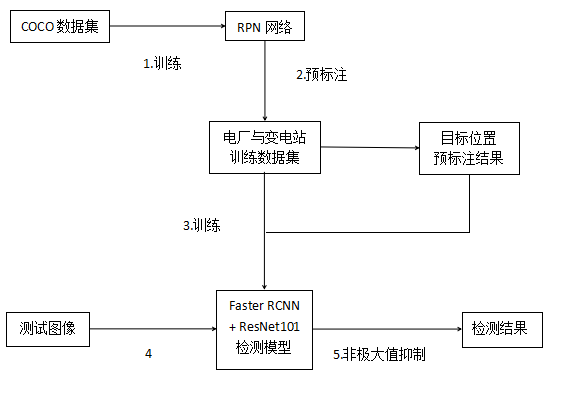 COCO 数据集
RPN 网络
1.训练
2.预标注
电厂与变电站
训练数据集
目标位置
预标注结果
3.训练
Faster RCNN
+ ResNet101
检测模型
测试图像
检测结果
4
5.非极大值抑制